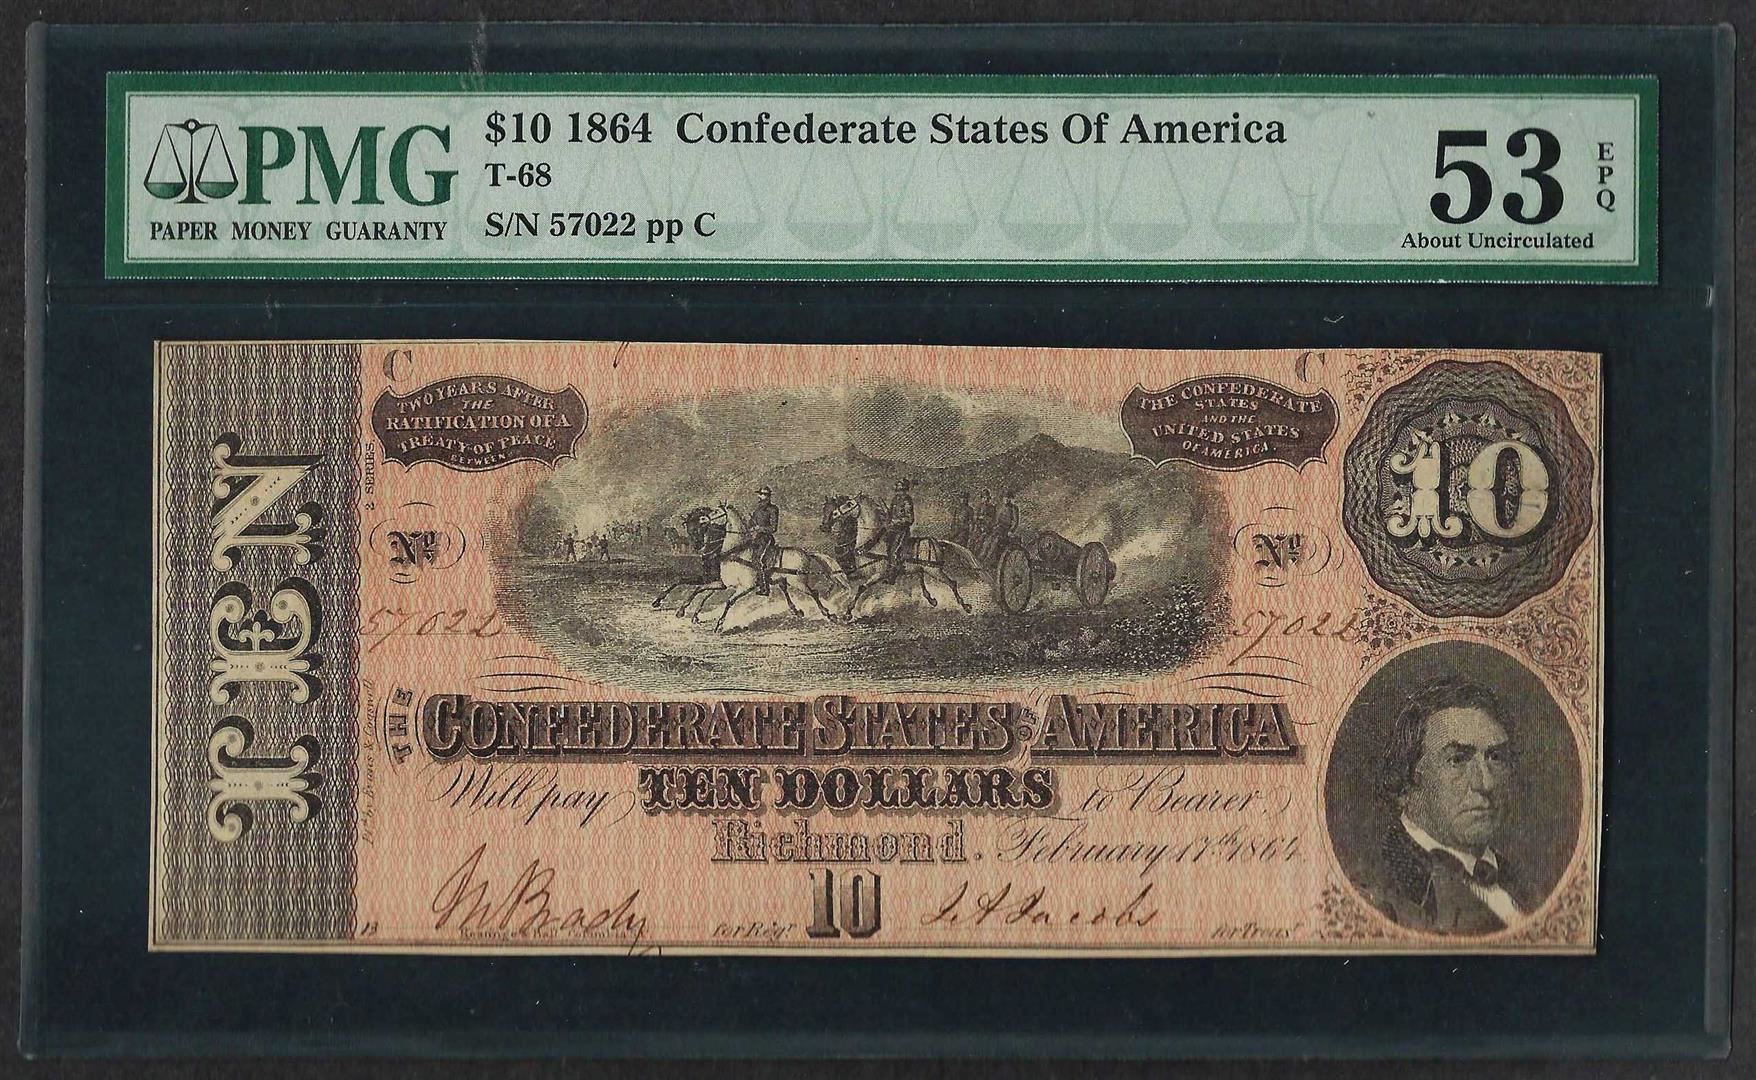 PMG
PAPER MONEY GUARANTY
$10 1864 Confederate States Of America
T-68
S/N 57022 pp C
53
EPQ
About Uncirculated
C
C
TWO YEARS AFTER
THE
RATIFICATION OF A
TREATY OF PEACE
BETWEEN
THE CONFEDERATE
STATES
AND THE
UNITED STATES
OF AMERICA.
10
TEN
2 SERIES
No
No
57022
57022
THE
CONFEDERATE STATES OF AMERICA
Will pay TEN DOLLARS to Bearer
Richmond. February 17th 1864.
13
for Regr
10
Jacobs
for Treasr